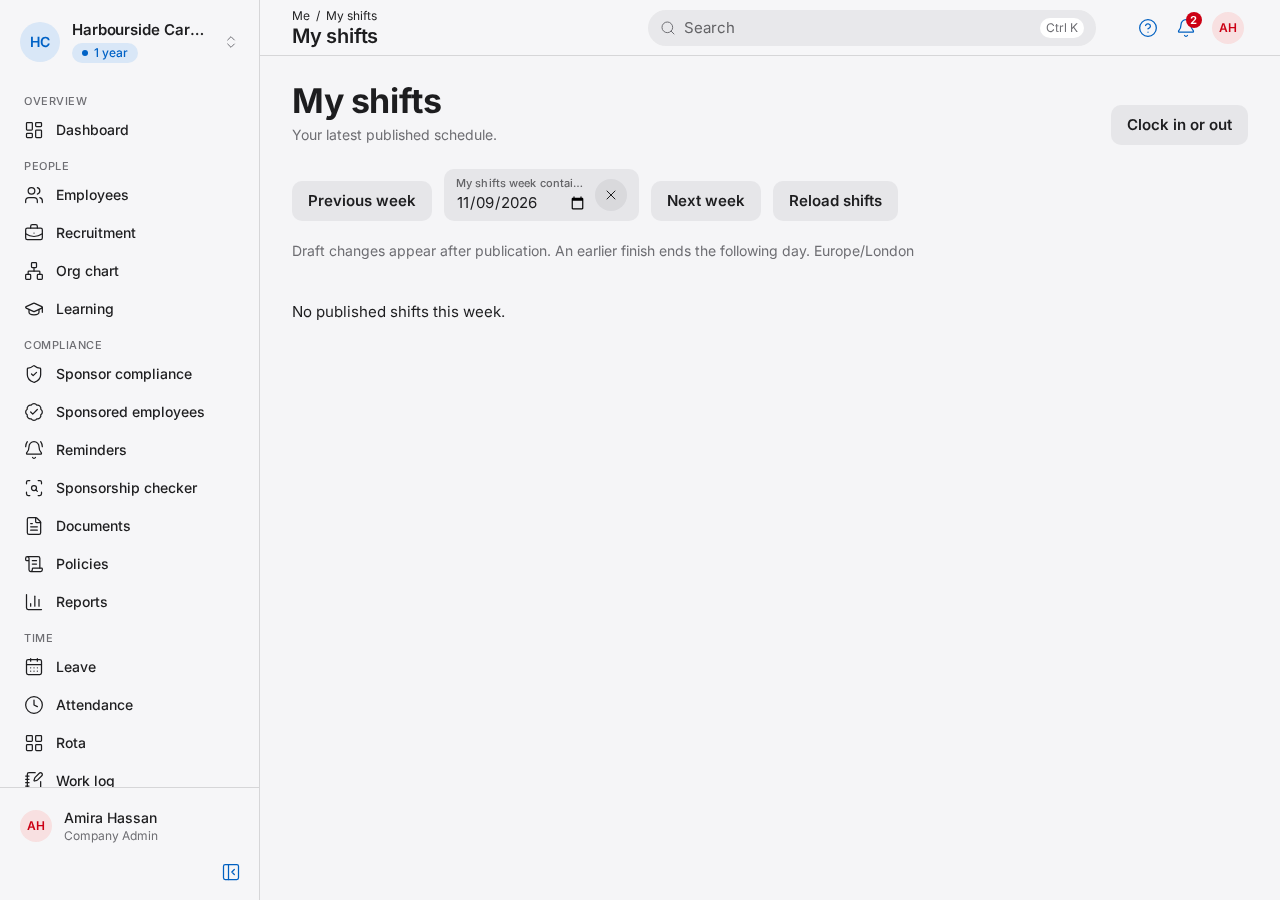 HC
Harbourside Car...
1 year
OVERVIEW
Dashboard
PEOPLE
Employees
Recruitment
Org chart
Learning
COMPLIANCE
Sponsor compliance
Sponsored employees
Reminders
Sponsorship checker
Documents
Policies
Reports
TIME
Leave
Attendance
Rota
Work log
AH
Amira Hassan
Company Admin
Me / My shifts
My shifts
Search
Ctrl K
2
AH
My shifts
Your latest published schedule.
Clock in or out
Previous week
My shifts week contai...
11/09/2026
Next week
Reload shifts
Draft changes appear after publication. An earlier finish ends the following day. Europe/London
No published shifts this week.